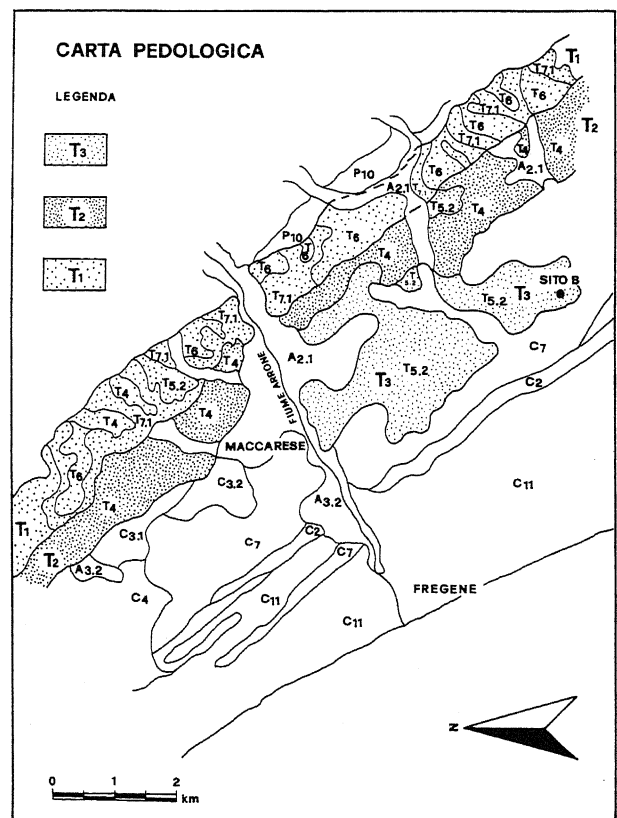 CARTA PEDOLOGICA
LEGENDA
T3
T2
T1
T1
T7.1
T6
T6
T7.1
T6
T2
T7.1
T4
T4
A2.1
P10
T6
A2.1
T5.2
T4
P10
T6
T6
T6
T4
T7.1
T5.2
T5.2
T3
SITO B
C7
C2
T7.1
T6
T7.1
T4
T5.2
T4
T4
T7.1
T4
A2.1
FIUME ARRONE
T3
T5.2
MACCARESE
C3.2
A3.2
C11
T6
T4
T1
T2
C3.1
A3.2
C4
C7
C2
C7
C11
C11
FREGENE
N
0 1 2
km